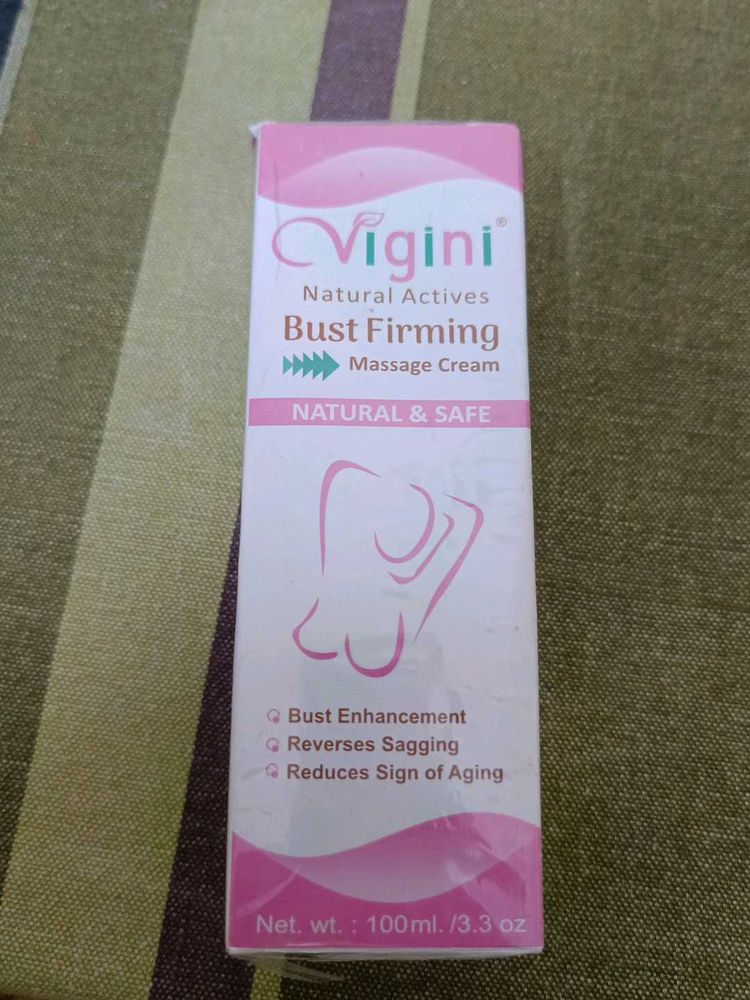 Vigini®
Natural Actives
Bust Firming
Massage Cream
NATURAL & SAFE
Bust Enhancement
Reverses Sagging
Reduces Sign of Aging
Net. wt. : 100ml. /3.3 oz